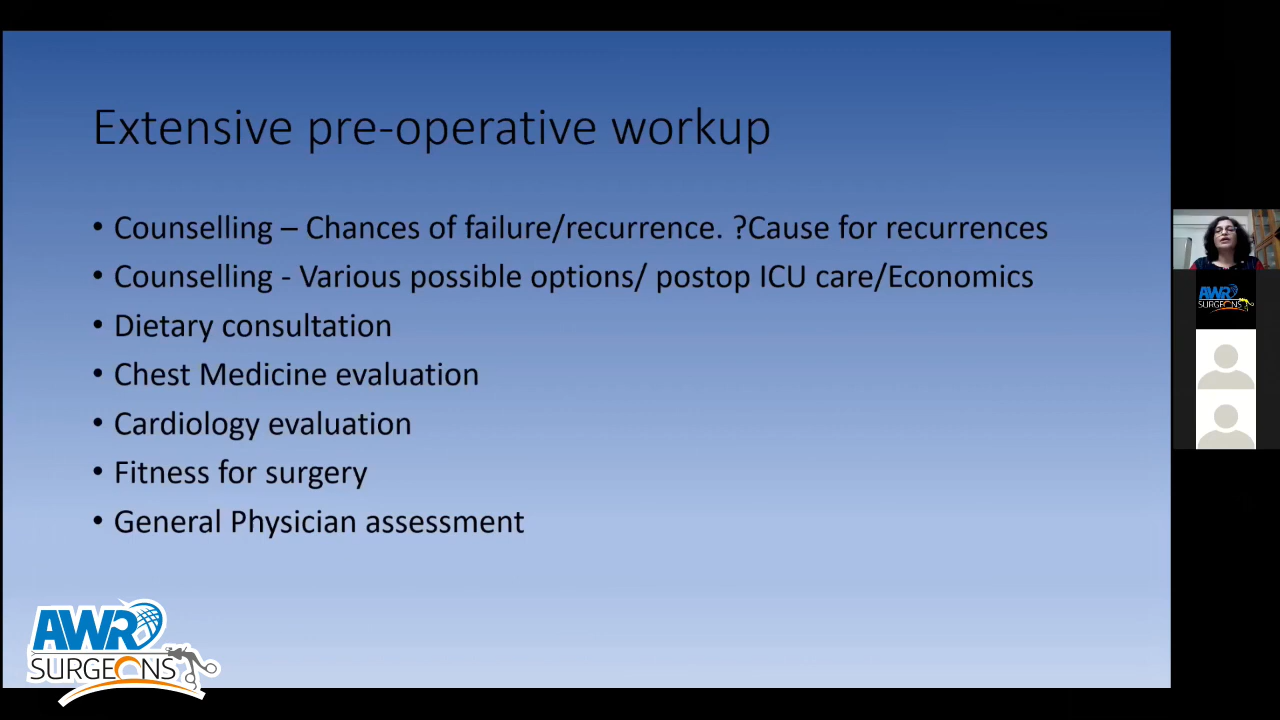 Extensive pre-operative workup
• Counselling – Chances of failure/recurrence. ?Cause for recurrences
• Counselling - Various possible options/ postop ICU care/Economics
• Dietary consultation
• Chest Medicine evaluation
• Cardiology evaluation
• Fitness for surgery
• General Physician assessment
AWR
SURGEONS
AWR
SURGEONS